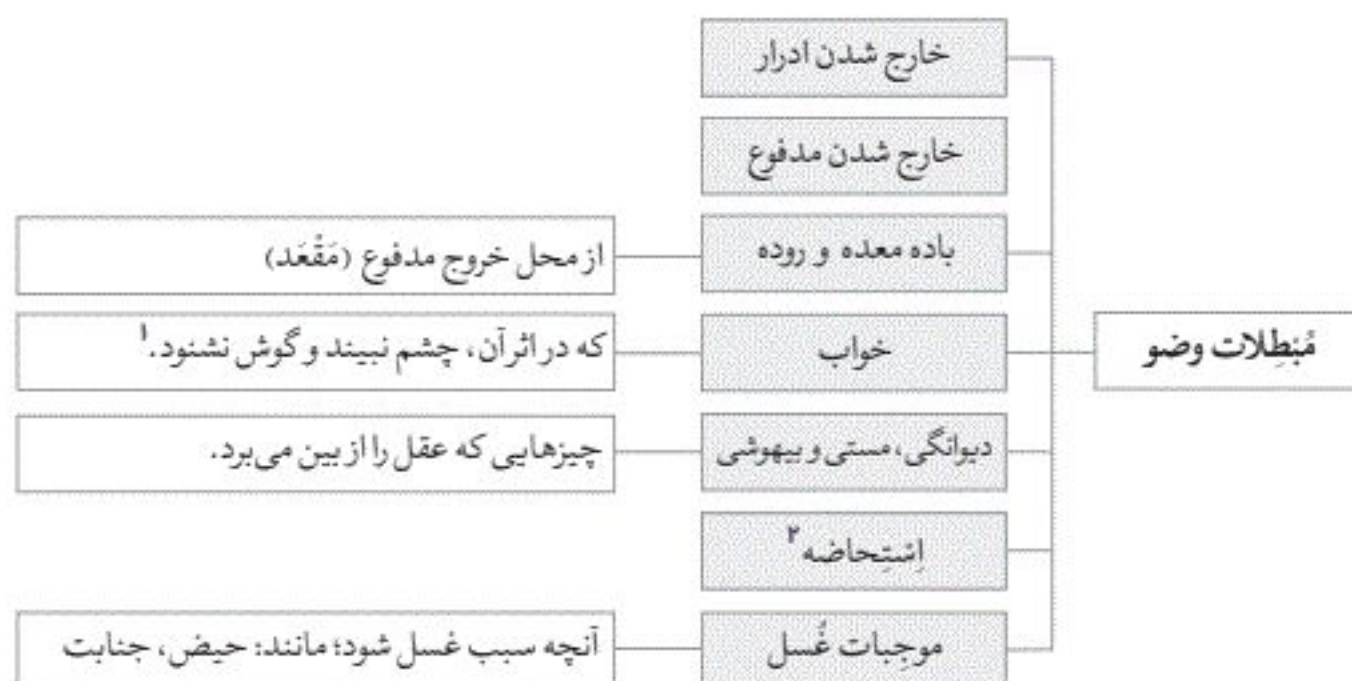 مُبْطِلات وضو
خارج شدن ادرار
خارج شدن مدفوع
باده معده و روده
از محل خروج مدفوع (مَقْعَد)
خواب
که در اثر آن، چشم نبیند و گوش نشنود.۱
دیوانگی، مستی و بیهوشی
چیزهایی که عقل را از بین می‌برد.
اِسْتِحاضه۲
موجِبات غُسل
آنچه سبب غسل شود؛ مانند: حیض، جنابت